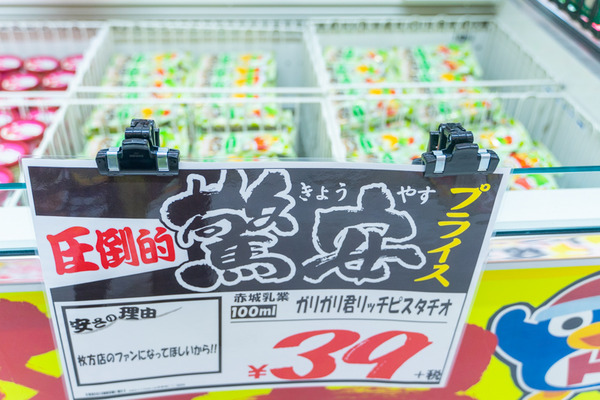 圧倒的
きょう やす
驚安
プライス
赤城乳業
100ml
ガリガリ君リッチピスタチオ
安さの理由
枚方店のファンになってほしいから!!
¥39
+税